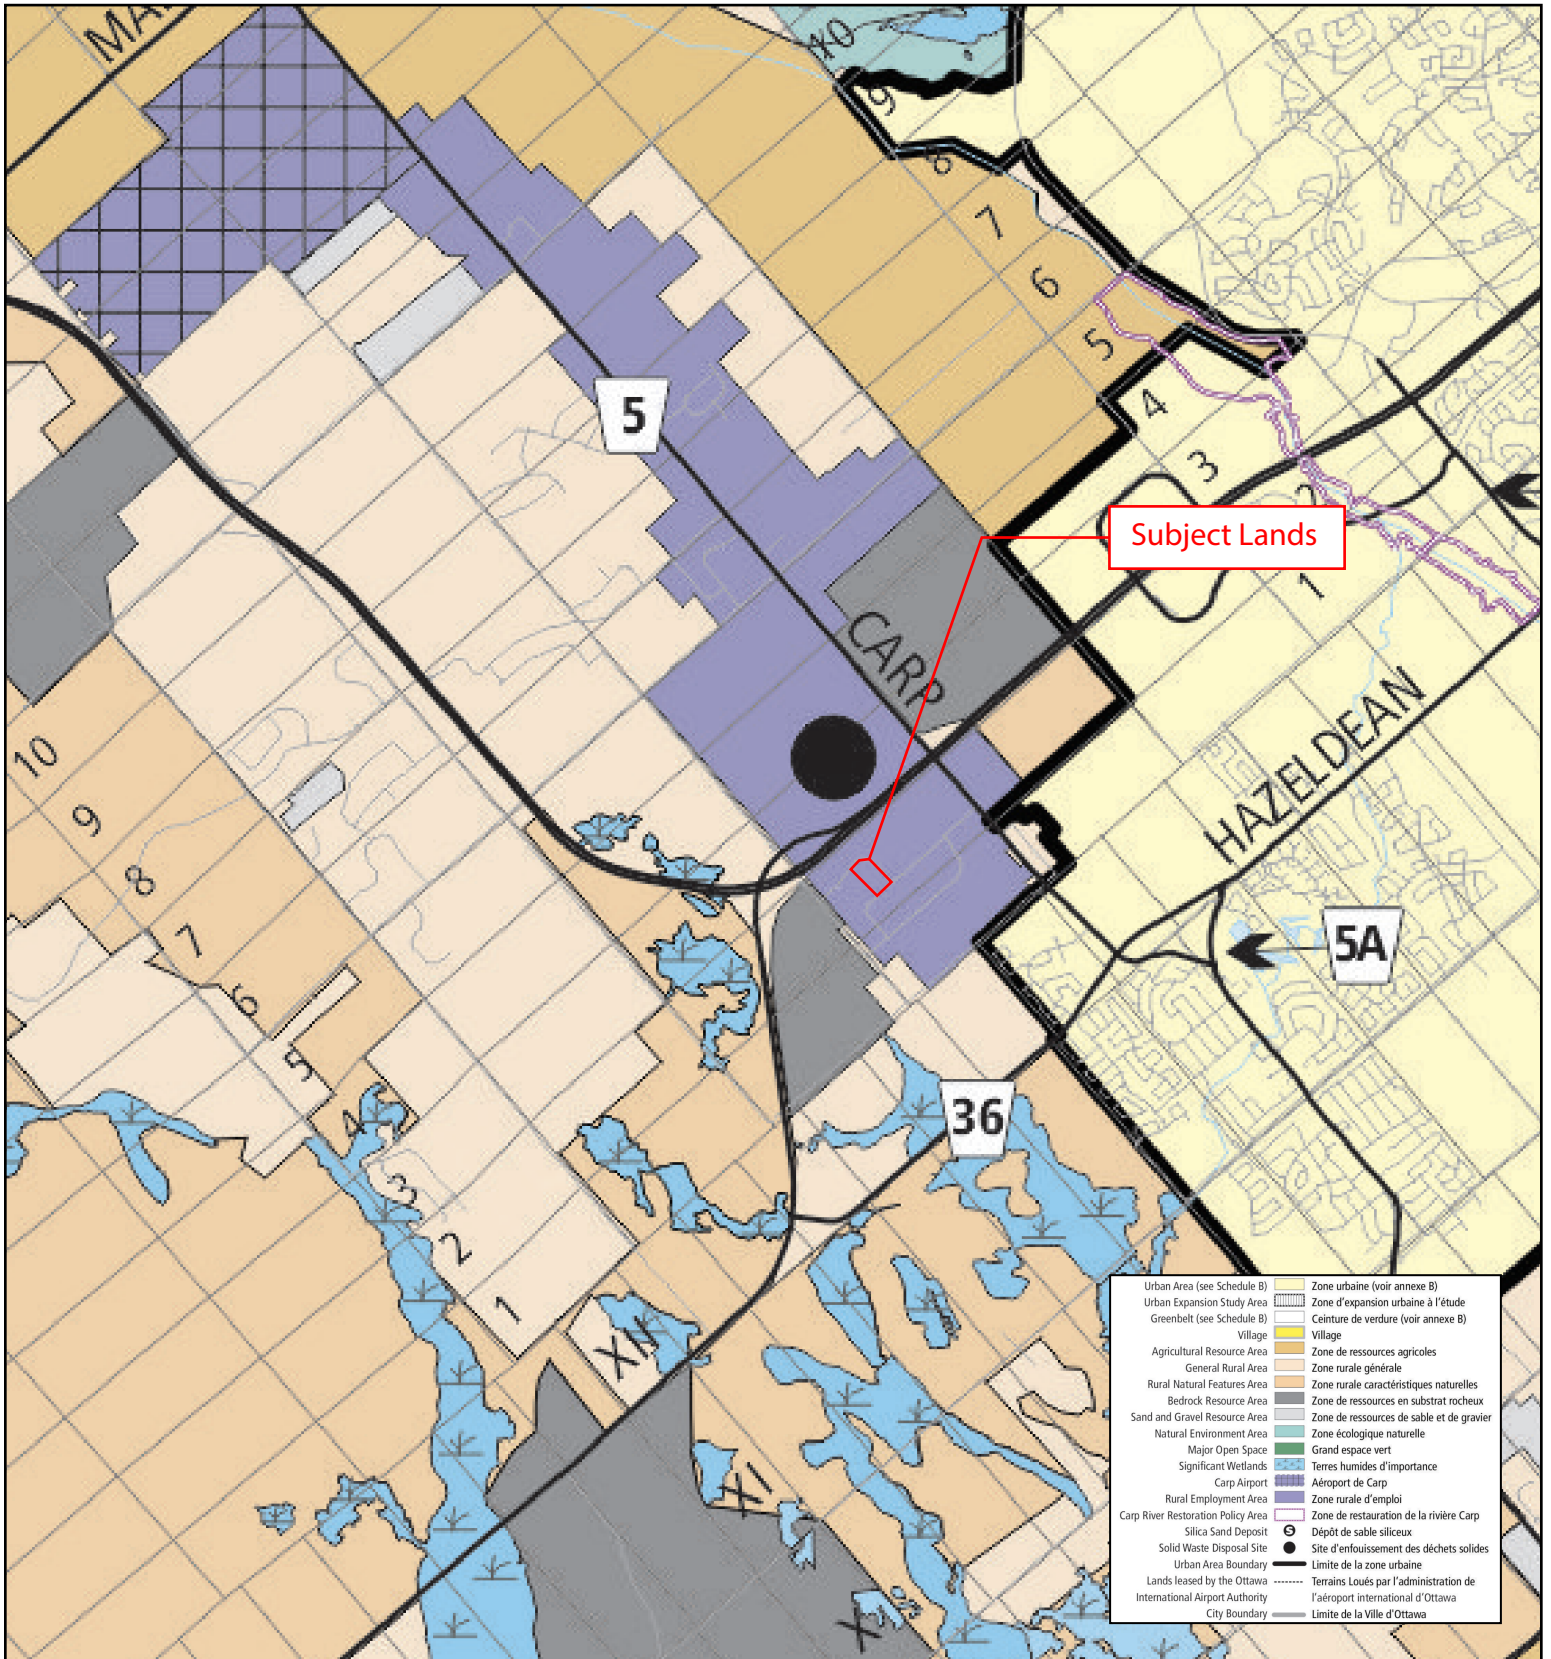 MA
10
9
8
7
6
5
4
3
2
1
5
Subject Lands
CARP
HAZELDEAN
5A
36
10
9
8
7
6
5
4
3
2
1
XII
XI
X
Urban Area (see Schedule B) Zone urbaine (voir annexe B)
Urban Expansion Study Area Zone d'expansion urbaine à l'étude
Greenbelt (see Schedule B) Ceinture de verdure (voir annexe B)
Village Village
Agricultural Resource Area Zone de ressources agricoles
General Rural Area Zone rurale générale
Rural Natural Features Area Zone rurale caractéristiques naturelles
Bedrock Resource Area Zone de ressources en substrat rocheux
Sand and Gravel Resource Area Zone de ressources de sable et de gravier
Natural Environment Area Zone écologique naturelle
Major Open Space Grand espace vert
Significant Wetlands Terres humides d'importance
Carp Airport Aéroport de Carp
Rural Employment Area Zone rurale d'emploi
Carp River Restoration Policy Area Zone de restauration de la rivière Carp
Silica Sand Deposit S Dépôt de sable siliceux
Solid Waste Disposal Site Site d'enfouissement des déchets solides
Urban Area Boundary Limite de la zone urbaine
Lands leased by the Ottawa Terrains Loués par l'administration de
International Airport Authority l'aéroport international d'Ottawa
City Boundary Limite de la Ville d'Ottawa